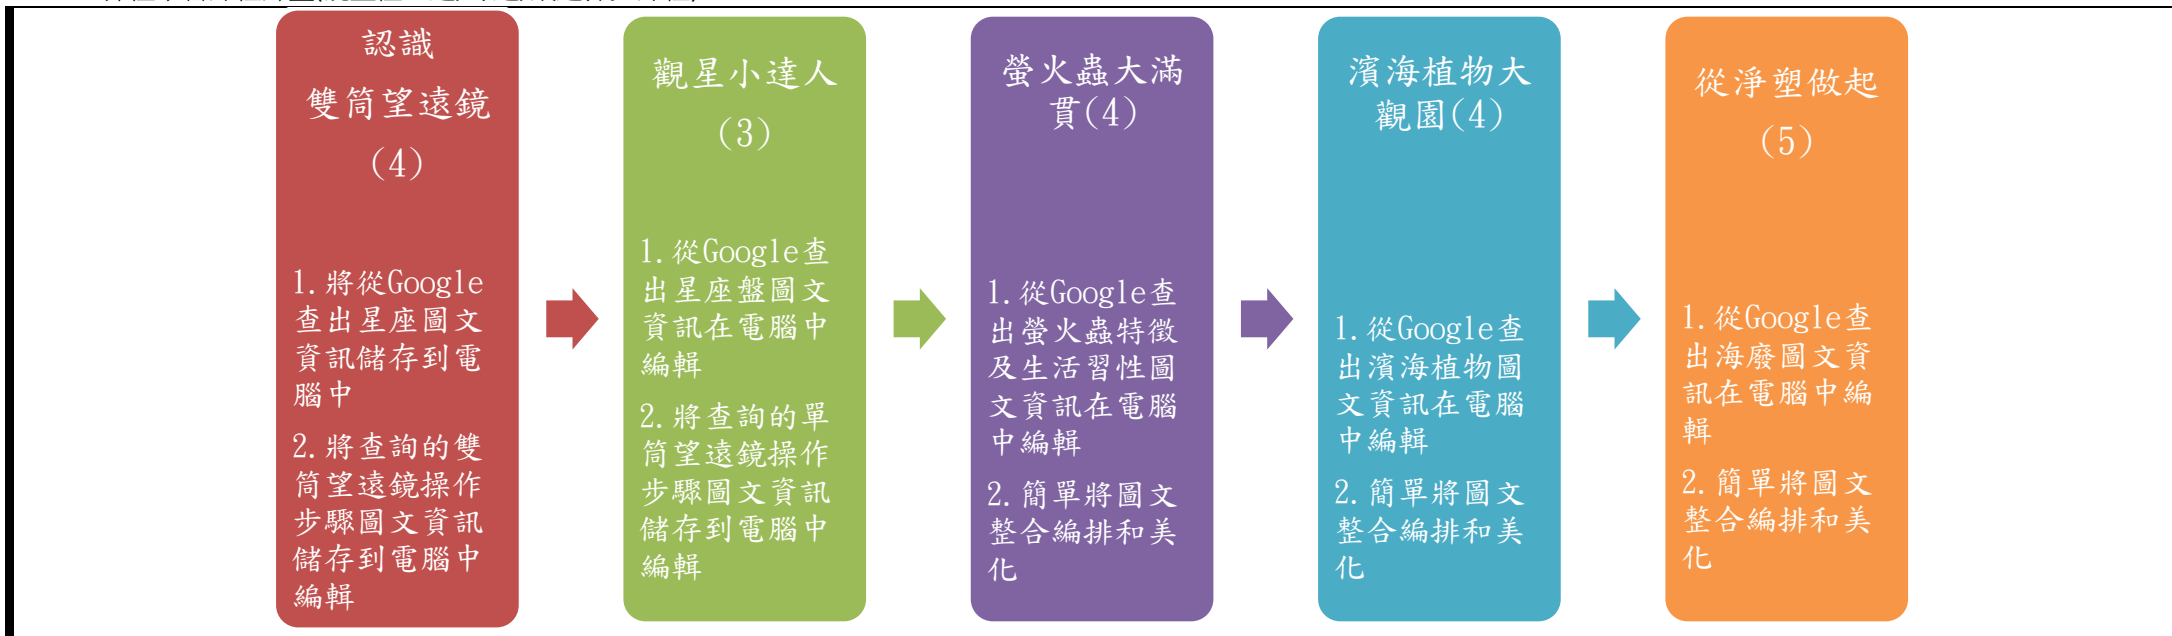 認識
雙筒望遠鏡
(4)
1.將從Google
查出星座圖文
資訊儲存到電
腦中
2.將查詢的雙
筒望遠鏡操作
步驟圖文資訊
儲存到電腦中
編輯
觀星小達人
(3)
1.從Google查
出星座盤圖文
資訊在電腦中
編輯
2.將查詢的單
筒望遠鏡操作
步驟圖文資訊
儲存到電腦中
編輯
螢火蟲大滿
貫(4)
1.從Google查
出螢火蟲特徵
及生活習性圖
文資訊在電腦
中編輯
2.簡單將圖文
整合編排和美
化
濱海植物大
觀園(4)
1.從Google查
出濱海植物圖
文資訊在電腦
中編輯
2.簡單將圖文
整合編排和美
化
從淨塑做起
(5)
1.從Google查
出海廢圖文資
訊在電腦中編
輯
2.簡單將圖文
整合編排和美
化